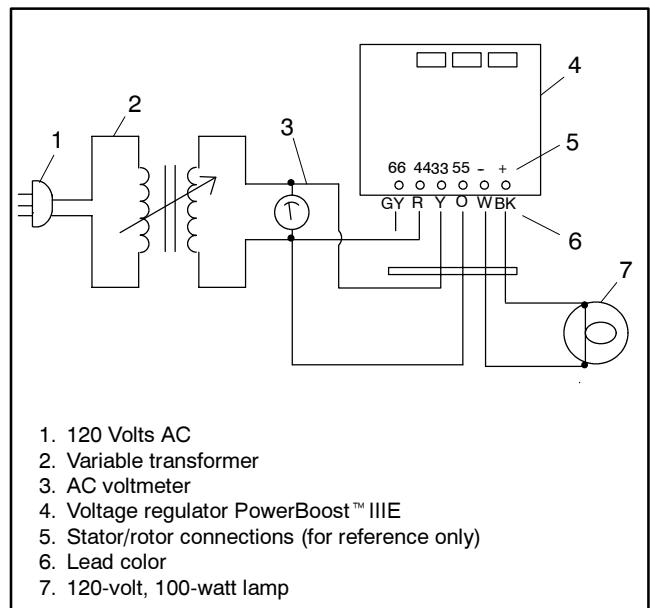 4
2
3
1
5
66 44 33 55 - +
GY R Y O W BK
6
7
1. 120 Volts AC
2. Variable transformer
3. AC voltmeter
4. Voltage regulator PowerBoost™ IIIE
5. Stator/rotor connections (for reference only)
6. Lead color
7. 120-volt, 100-watt lamp